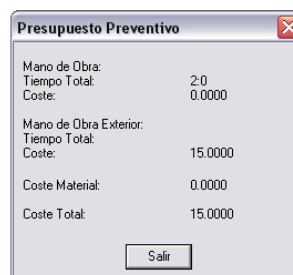 Presupuesto Preventivo
Mano de Obra:
Tiempo Total: 2:0
Coste: 0.0000
Mano de Obra Exterior:
Tiempo Total:
Coste: 15.0000
Coste Material: 0.0000
Coste Total: 15.0000
Salir